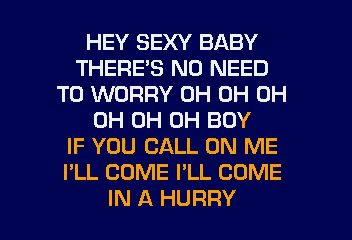 HEY SEXY BABY
THERE'S NO NEED
TO WORRY OH OH OH
OH OH OH BOY
IF YOU CALL ON ME
I'LL COME I'LL COME
IN A HURRY